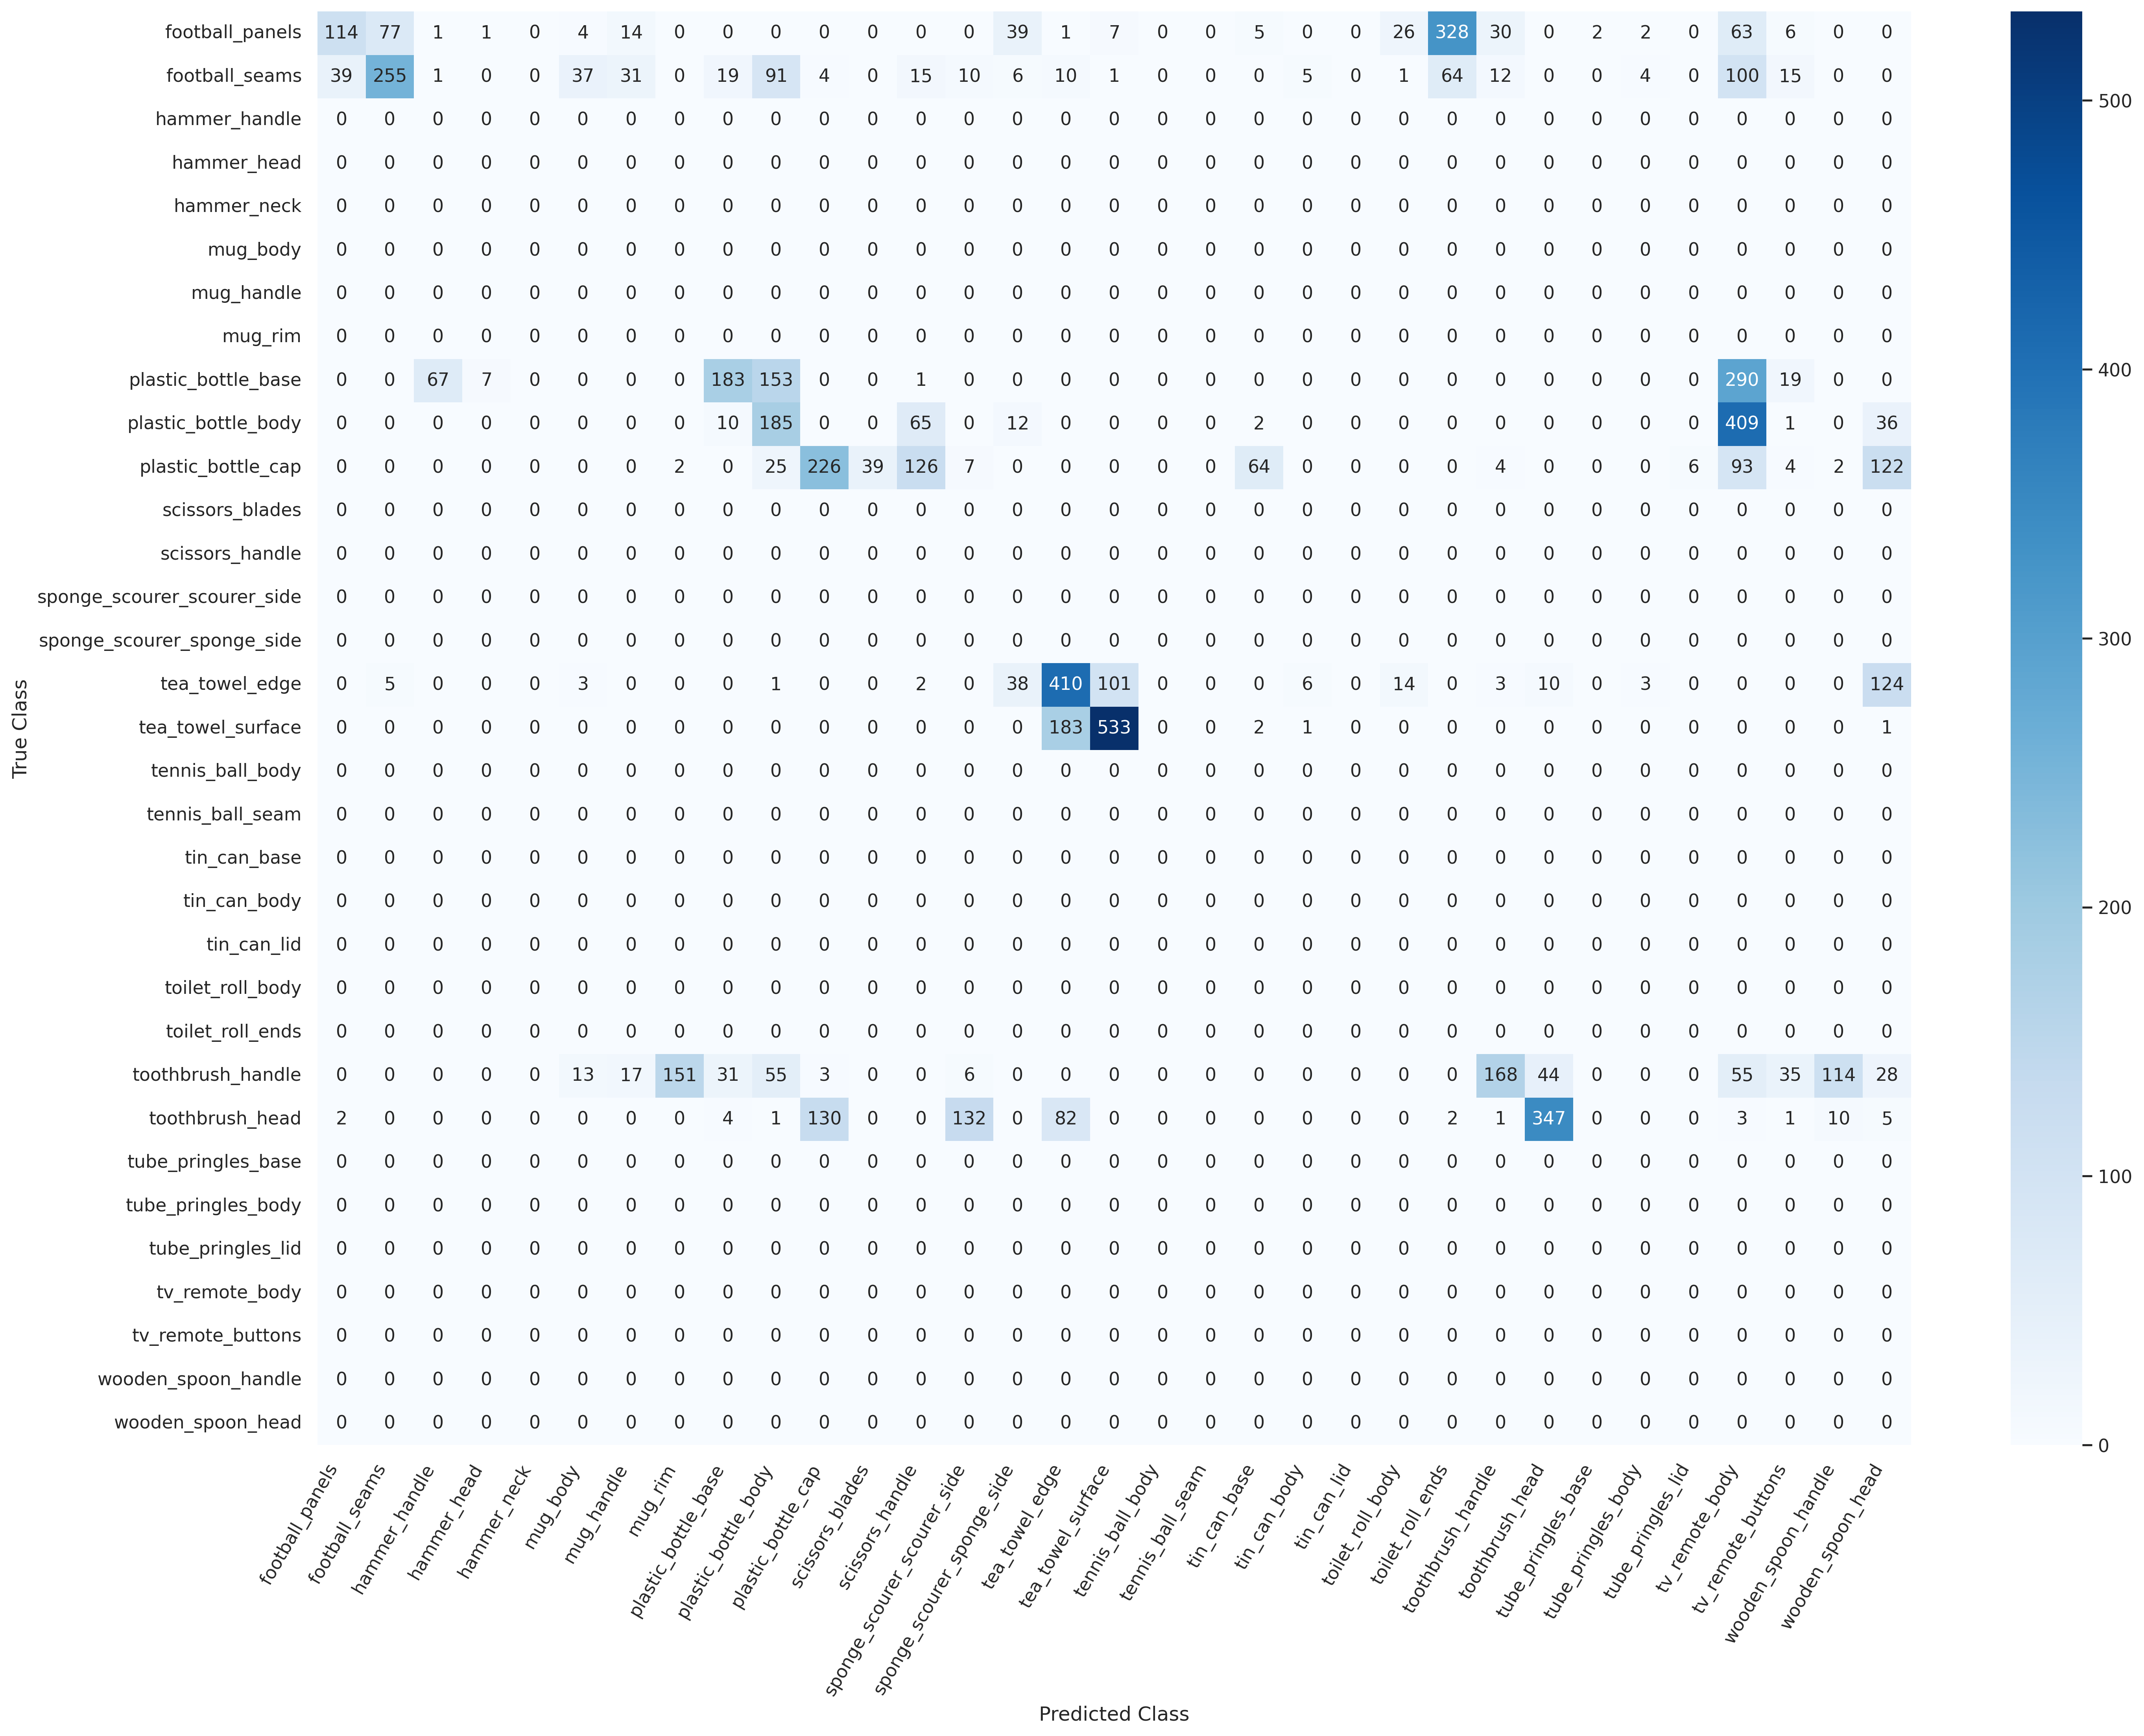 football_panels 114 77 1 1 0 4 14 0 0 0 0 0 0 0 39 1 7 0 0 5 0 0 26 328 30 0 2 2 0 63 6 0 0
football_seams 39 255 1 0 0 37 31 0 19 91 4 0 15 10 6 10 1 0 0 0 5 0 1 64 12 0 0 4 0 100 15 0 0
hammer_handle 0 0 0 0 0 0 0 0 0 0 0 0 0 0 0 0 0 0 0 0 0 0 0 0 0 0 0 0 0 0 0 0 0
hammer_head 0 0 0 0 0 0 0 0 0 0 0 0 0 0 0 0 0 0 0 0 0 0 0 0 0 0 0 0 0 0 0 0 0
hammer_neck 0 0 0 0 0 0 0 0 0 0 0 0 0 0 0 0 0 0 0 0 0 0 0 0 0 0 0 0 0 0 0 0 0
mug_body 0 0 0 0 0 0 0 0 0 0 0 0 0 0 0 0 0 0 0 0 0 0 0 0 0 0 0 0 0 0 0 0 0
mug_handle 0 0 0 0 0 0 0 0 0 0 0 0 0 0 0 0 0 0 0 0 0 0 0 0 0 0 0 0 0 0 0 0 0
mug_rim 0 0 0 0 0 0 0 0 0 0 0 0 0 0 0 0 0 0 0 0 0 0 0 0 0 0 0 0 0 0 0 0 0
plastic_bottle_base 0 0 67 7 0 0 0 0 183 153 0 0 1 0 0 0 0 0 0 0 0 0 0 0 0 0 0 0 0 290 19 0 0
plastic_bottle_body 0 0 0 0 0 0 0 0 10 185 0 0 65 0 12 0 0 0 0 2 0 0 0 0 0 0 0 0 0 409 1 0 36
plastic_bottle_cap 0 0 0 0 0 0 0 2 0 25 226 39 126 7 0 0 0 0 0 64 0 0 0 0 4 0 0 0 6 93 4 2 122
scissors_blades 0 0 0 0 0 0 0 0 0 0 0 0 0 0 0 0 0 0 0 0 0 0 0 0 0 0 0 0 0 0 0 0 0
scissors_handle 0 0 0 0 0 0 0 0 0 0 0 0 0 0 0 0 0 0 0 0 0 0 0 0 0 0 0 0 0 0 0 0 0
sponge_scourer_scourer_side 0 0 0 0 0 0 0 0 0 0 0 0 0 0 0 0 0 0 0 0 0 0 0 0 0 0 0 0 0 0 0 0 0
sponge_scourer_sponge_side 0 0 0 0 0 0 0 0 0 0 0 0 0 0 0 0 0 0 0 0 0 0 0 0 0 0 0 0 0 0 0 0 0
tea_towel_edge 0 5 0 0 0 3 0 0 0 1 0 0 2 0 38 410 101 0 0 0 6 0 14 0 3 10 0 3 0 0 0 0 124
tea_towel_surface 0 0 0 0 0 0 0 0 0 0 0 0 0 0 0 183 533 0 0 2 1 0 0 0 0 0 0 0 0 0 0 0 1
tennis_ball_body 0 0 0 0 0 0 0 0 0 0 0 0 0 0 0 0 0 0 0 0 0 0 0 0 0 0 0 0 0 0 0 0 0
tennis_ball_seam 0 0 0 0 0 0 0 0 0 0 0 0 0 0 0 0 0 0 0 0 0 0 0 0 0 0 0 0 0 0 0 0 0
tin_can_base 0 0 0 0 0 0 0 0 0 0 0 0 0 0 0 0 0 0 0 0 0 0 0 0 0 0 0 0 0 0 0 0 0
tin_can_body 0 0 0 0 0 0 0 0 0 0 0 0 0 0 0 0 0 0 0 0 0 0 0 0 0 0 0 0 0 0 0 0 0
tin_can_lid 0 0 0 0 0 0 0 0 0 0 0 0 0 0 0 0 0 0 0 0 0 0 0 0 0 0 0 0 0 0 0 0 0
toilet_roll_body 0 0 0 0 0 0 0 0 0 0 0 0 0 0 0 0 0 0 0 0 0 0 0 0 0 0 0 0 0 0 0 0 0
toilet_roll_ends 0 0 0 0 0 0 0 0 0 0 0 0 0 0 0 0 0 0 0 0 0 0 0 0 0 0 0 0 0 0 0 0 0
toothbrush_handle 0 0 0 0 0 13 17 151 31 55 3 0 0 6 0 0 0 0 0 0 0 0 0 0 168 44 0 0 0 55 35 114 28
toothbrush_head 2 0 0 0 0 0 0 0 4 1 130 0 0 132 0 82 0 0 0 0 0 0 0 2 1 347 0 0 0 3 1 10 5
tube_pringles_base 0 0 0 0 0 0 0 0 0 0 0 0 0 0 0 0 0 0 0 0 0 0 0 0 0 0 0 0 0 0 0 0 0
tube_pringles_body 0 0 0 0 0 0 0 0 0 0 0 0 0 0 0 0 0 0 0 0 0 0 0 0 0 0 0 0 0 0 0 0 0
tube_pringles_lid 0 0 0 0 0 0 0 0 0 0 0 0 0 0 0 0 0 0 0 0 0 0 0 0 0 0 0 0 0 0 0 0 0
tv_remote_body 0 0 0 0 0 0 0 0 0 0 0 0 0 0 0 0 0 0 0 0 0 0 0 0 0 0 0 0 0 0 0 0 0
tv_remote_buttons 0 0 0 0 0 0 0 0 0 0 0 0 0 0 0 0 0 0 0 0 0 0 0 0 0 0 0 0 0 0 0 0 0
wooden_spoon_handle 0 0 0 0 0 0 0 0 0 0 0 0 0 0 0 0 0 0 0 0 0 0 0 0 0 0 0 0 0 0 0 0 0
wooden_spoon_head 0 0 0 0 0 0 0 0 0 0 0 0 0 0 0 0 0 0 0 0 0 0 0 0 0 0 0 0 0 0 0 0 0
True Class
football_panels
football_seams
hammer_handle
hammer_head
hammer_neck
mug_body
mug_handle
mug_rim
plastic_bottle_base
plastic_bottle_body
plastic_bottle_cap
scissors_blades
scissors_handle
sponge_scourer_scourer_side
sponge_scourer_sponge_side
tea_towel_edge
tea_towel_surface
tennis_ball_body
tennis_ball_seam
tin_can_base
tin_can_body
tin_can_lid
toilet_roll_body
toilet_roll_ends
toothbrush_handle
toothbrush_head
tube_pringles_base
tube_pringles_body
tube_pringles_lid
tv_remote_body
tv_remote_buttons
wooden_spoon_handle
wooden_spoon_head
Predicted Class
500
400
300
200
100
0